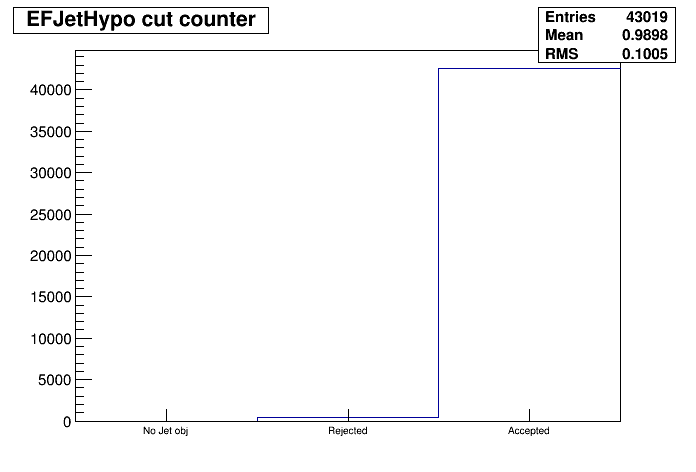 EFJetHypo cut counter
Entries 43019
Mean 0.9898
RMS 0.1005
40000
35000
30000
25000
20000
15000
10000
5000
0
No Jet obj Rejected Accepted